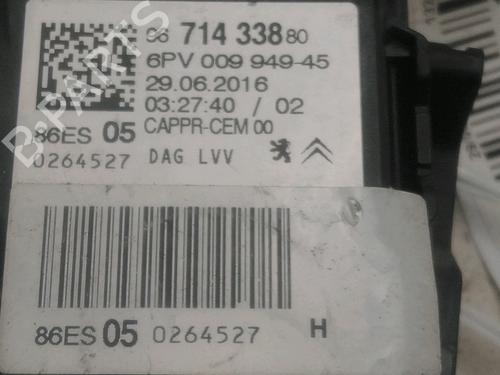 96 714 338 80
6PV 009 949-45
29.06.2016
03:27:40 / 02
86ES 05 CAPPR-CEM 00
0264527 DAG LVV
86ES 05 0264527 H
B-PARTS